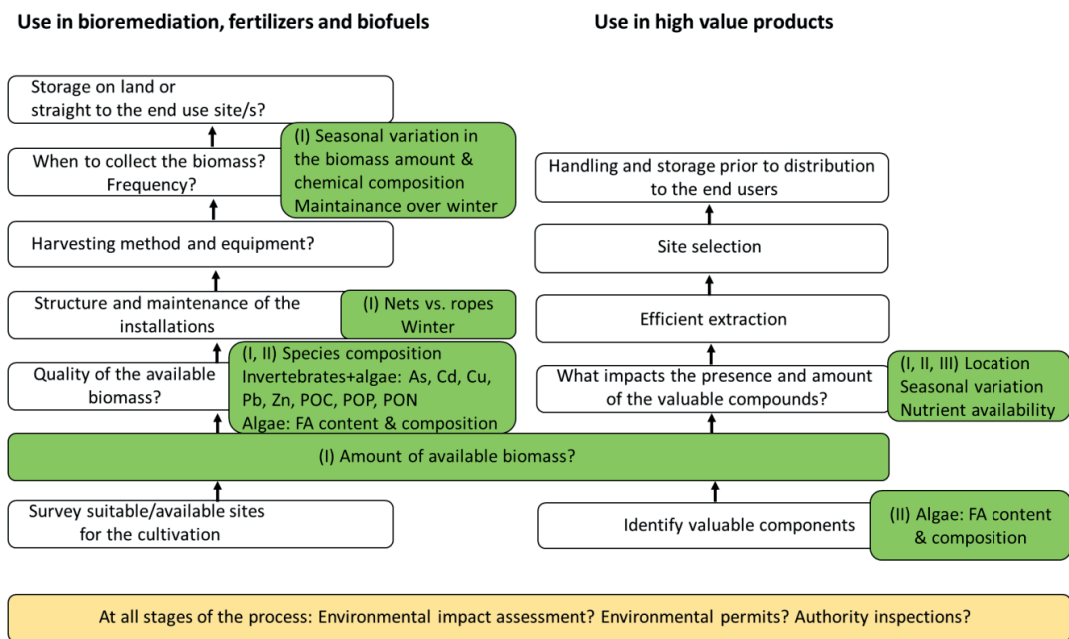 Use in bioremediation, fertilizers and biofuels
Storage on land or
straight to the end use site/s?
When to collect the biomass?
Frequency?
(I) Seasonal variation in
the biomass amount &
chemical composition
Maintainance over winter
Harvesting method and equipment?
Structure and maintenance of the
installations
(I) Nets vs. ropes
Winter
Quality of the available
biomass?
(I, II) Species composition
Invertebrates+algae: As, Cd, Cu,
Pb, Zn, POC, POP, PON
Algae: FA content & composition
(I) Amount of available biomass?
Survey suitable/available sites
for the cultivation
Use in high value products
Handling and storage prior to distribution
to the end users
Site selection
Efficient extraction
What impacts the presence and amount
of the valuable compounds?
(I, II, III) Location
Seasonal variation
Nutrient availability
Identify valuable components
(II) Algae: FA content
& composition
At all stages of the process: Environmental impact assessment? Environmental permits? Authority inspections?